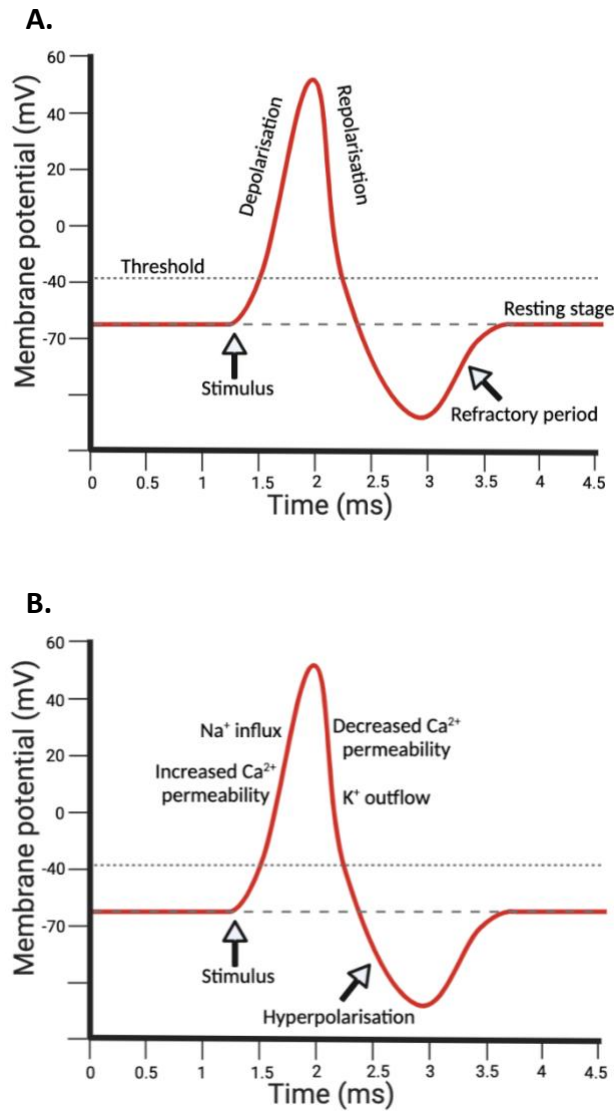 A.
Membrane potential (mV)
60
40
20
0
-40
-70
Depolarisation
Repolarisation
Threshold
Resting stage
Stimulus
Refractory period
0 0.5 1 1.5 2 2.5 3 3.5 4 4.5
Time (ms)
B.
Membrane potential (mV)
60
40
20
0
-40
-70
Na⁺ influx
Increased Ca²⁺
permeability
Decreased Ca²⁺
permeability
K⁺ outflow
Stimulus
Hyperpolarisation
0 0.5 1 1.5 2 2.5 3 3.5 4 4.5
Time (ms)